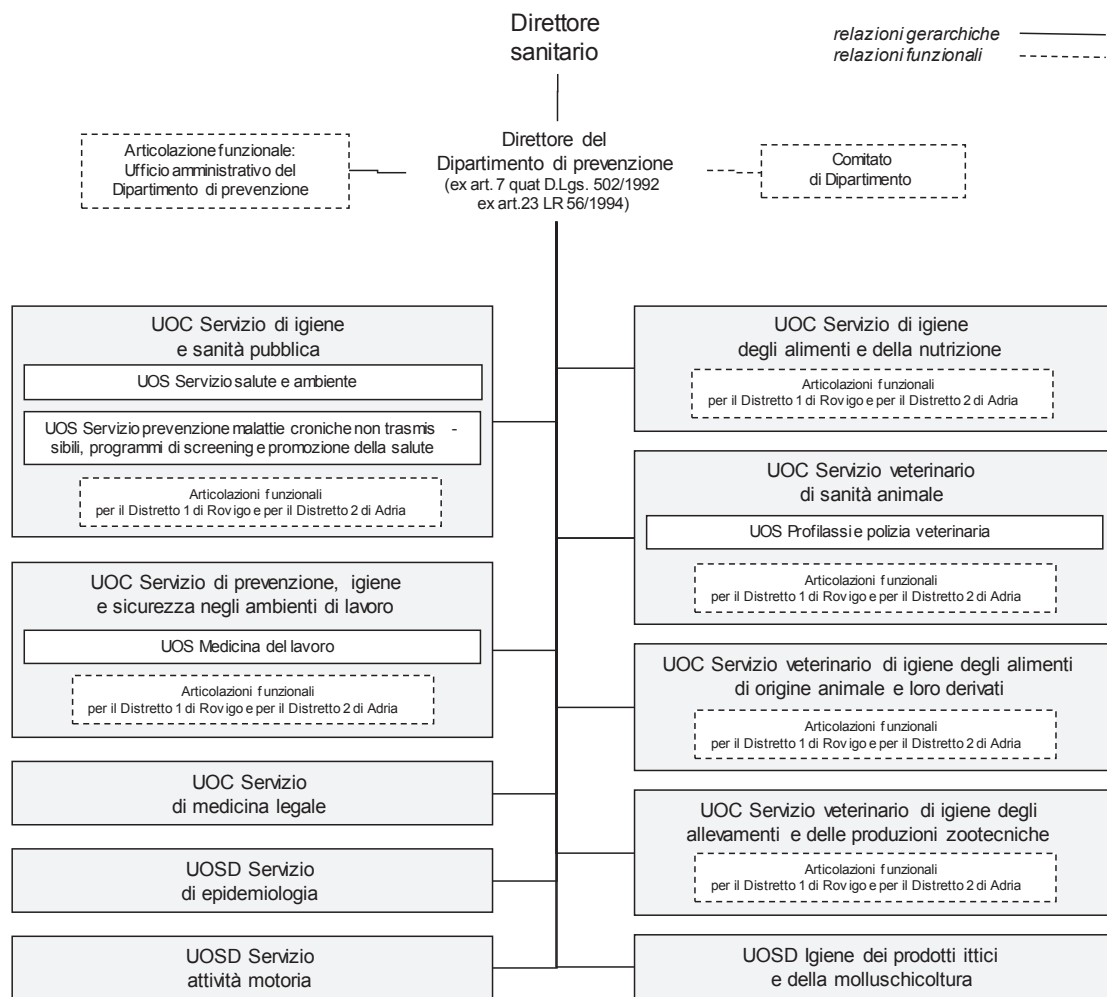 Direttore
sanitario
relazioni gerarchiche
relazioni funzionali
Articolazione funzionale:
Ufficio amministrativo del
Dipartimento di prevenzione
Direttore del
Dipartimento di prevenzione
(ex art. 7 quat D.Lgs. 502/1992
ex art.23 LR 56/1994)
Comitato
di Dipartimento
UOC Servizio di igiene
e sanità pubblica
UOS Servizio salute e ambiente
UOS Servizio prevenzione malattie croniche non trasmis -
sibili, programmi di screening e promozione della salute
Articolazioni funzionali
per il Distretto 1 di Rovigo e per il Distretto 2 di Adria
UOC Servizio di prevenzione, igiene
e sicurezza negli ambienti di lavoro
UOS Medicina del lavoro
Articolazioni funzionali
per il Distretto 1 di Rovigo e per il Distretto 2 di Adria
UOC Servizio
di medicina legale
UOSD Servizio
di epidemiologia
UOSD Servizio
attività motoria
UOC Servizio di igiene
degli alimenti e della nutrizione
Articolazioni funzionali
per il Distretto 1 di Rovigo e per il Distretto 2 di Adria
UOC Servizio veterinario
di sanità animale
UOS Profilassi e polizia veterinaria
Articolazioni funzionali
per il Distretto 1 di Rovigo e per il Distretto 2 di Adria
UOC Servizio veterinario di igiene degli alimenti
di origine animale e loro derivati
Articolazioni funzionali
per il Distretto 1 di Rovigo e per il Distretto 2 di Adria
UOC Servizio veterinario di igiene degli
allevamenti e delle produzioni zootecniche
Articolazioni funzionali
per il Distretto 1 di Rovigo e per il Distretto 2 di Adria
UOSD Igiene dei prodotti ittici
e della molluschicoltura